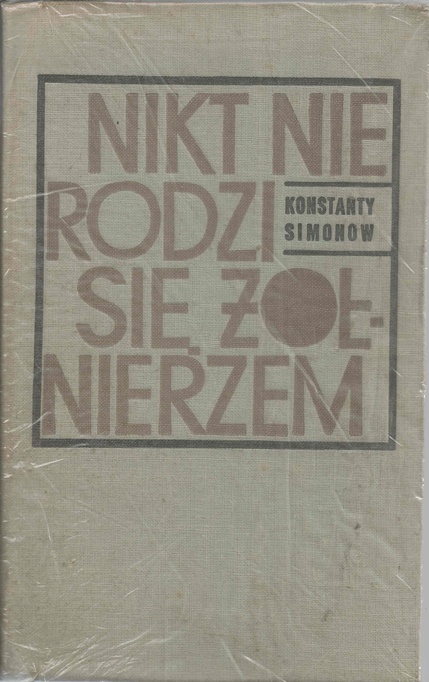 NIKT NIE
RODZI
KONSTANTY
SIMONOW
SIĘ ŻOŁ-
NIERZEM